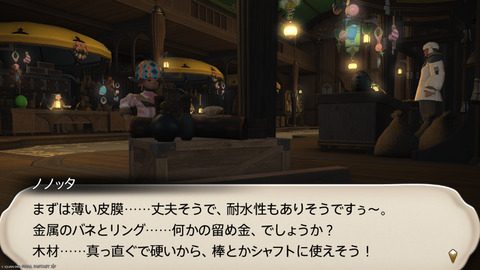 ノノッタ
まずは薄い皮膜……丈夫そうで、耐水性もありそうですぅ～。
金属のバネとリング……何かの留め金、でしょうか？
木材……真っ直ぐで硬いから、棒とかシャフトに使えそう！